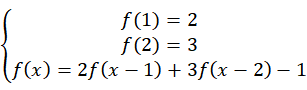 f(1) = 2
f(2) = 3
f(x) = 2f(x − 1) + 3f(x − 2) − 1